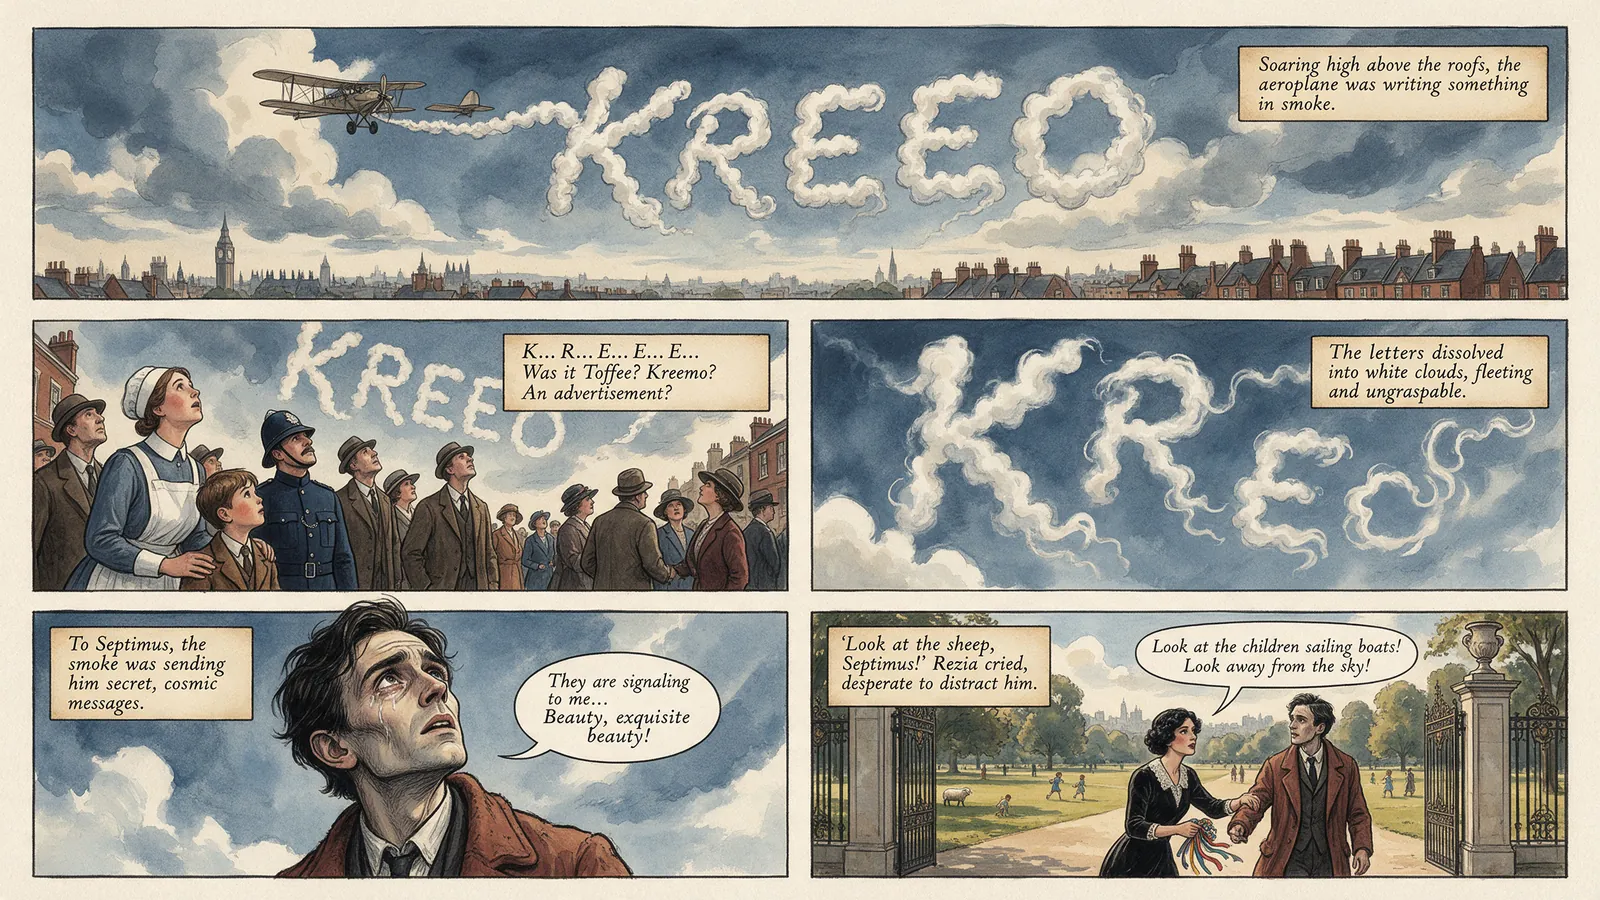 KREEO
Soaring high above the roofs, the
aeroplane was writing something
in smoke.
KREEO
K... R... E... E... E...
Was it Toffee? Kreemo?
An advertisement?
KREO
The letters dissolved
into white clouds, fleeting
and ungraspable.
To Septimus, the
smoke was sending
him secret, cosmic
messages.
They are signaling
to me...
Beauty, exquisite
beauty!
‘Look at the sheep,
Septimus!’ Rezia cried,
desperate to distract him.
Look at the children sailing boats!
Look away from the sky!